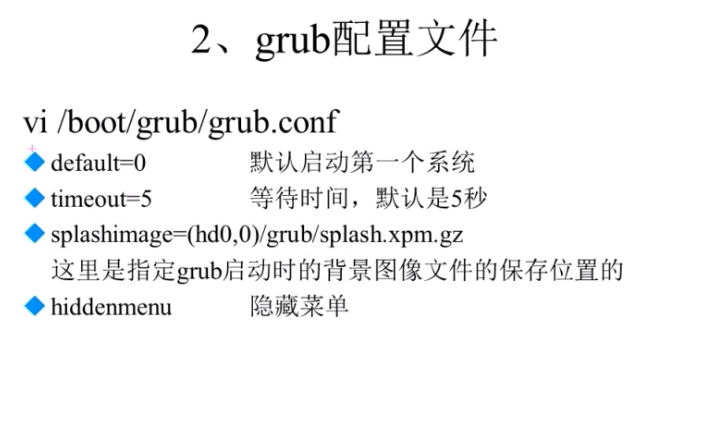 2、grub配置文件
vi /boot/grub/grub.conf
default=0 默认启动第一个系统
timeout=5 等待时间，默认是5秒
splashimage=(hd0,0)/grub/splash.xpm.gz
这里是指定grub启动时的背景图像文件的保存位置的
hiddenmenu 隐藏菜单